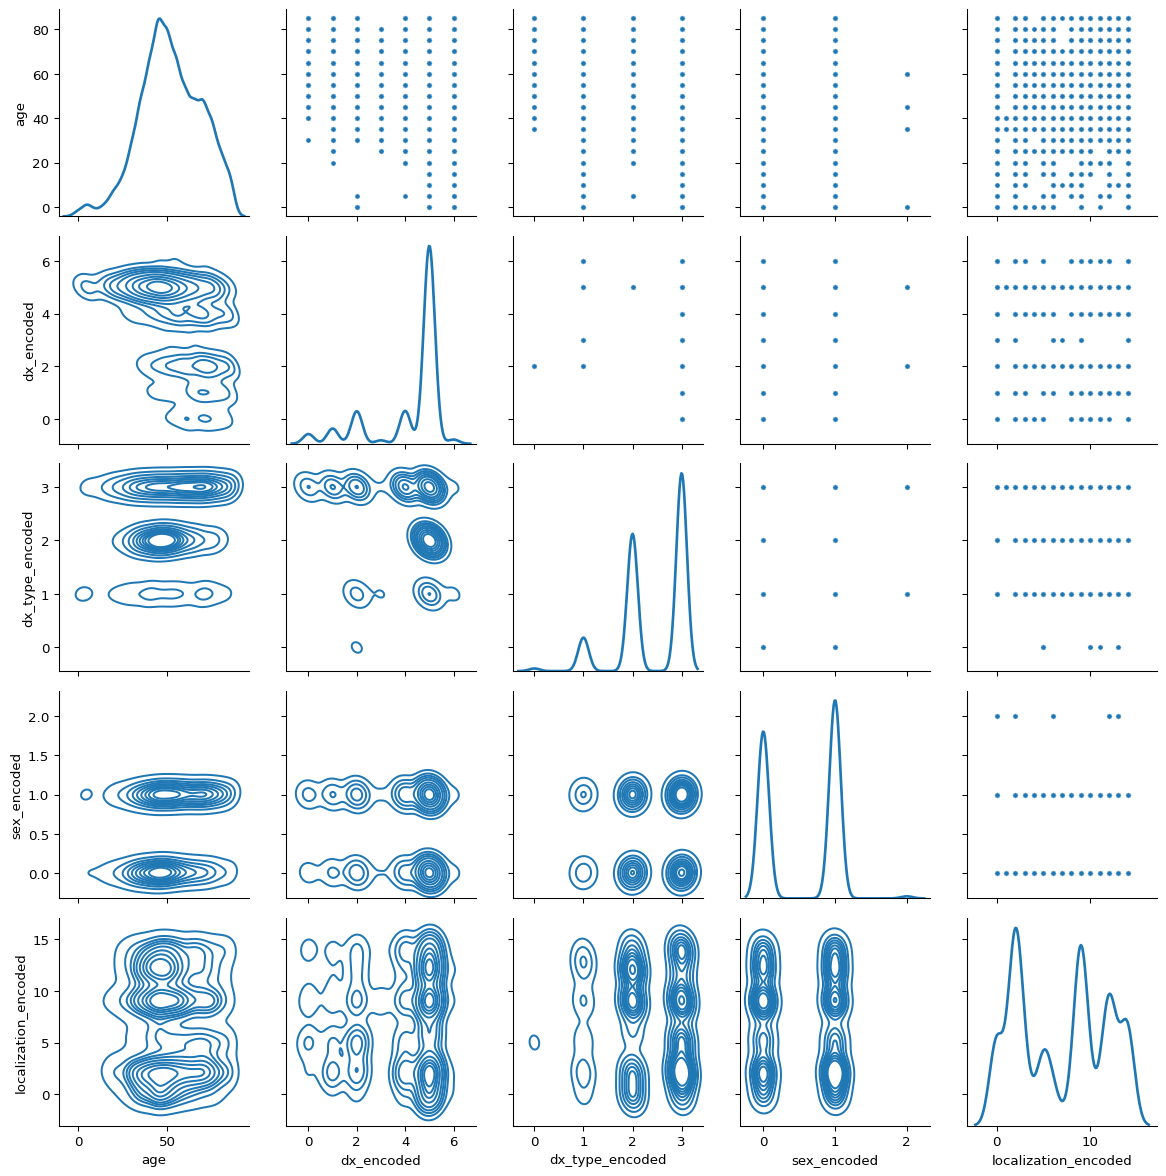 80
60
40
20
0
age
6
4
2
0
dx_encoded
3
2
1
0
dx_type_encoded
2.0
1.5
1.0
0.5
0.0
sex_encoded
15
10
5
0
localization_encoded
0 50
0 2 4 6
0 1 2 3
0 1 2
0 10
age
dx_encoded
dx_type_encoded
sex_encoded
localization_encoded